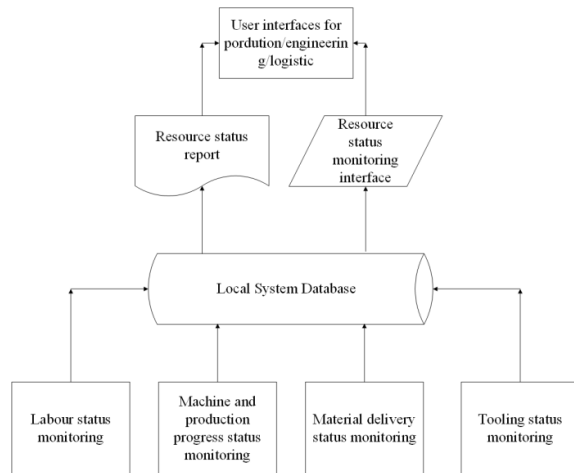 User interfaces for
pordution/engineerin
g/logistic
Resource status
report
Resource
status
monitoring
interface
Local System Database
Labour status
monitoring
Machine and
production
progress status
monitoring
Material delivery
status monitoring
Tooling status
monitoring